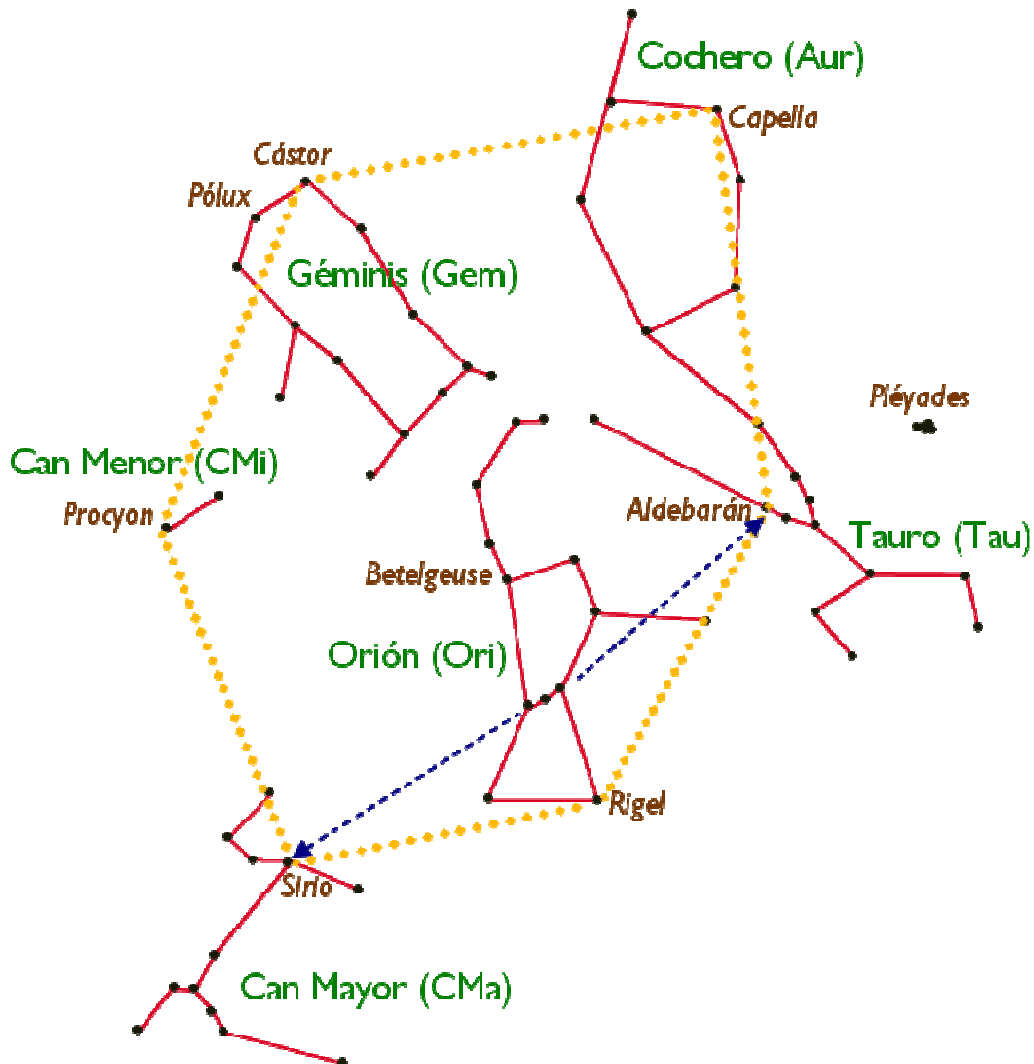 Cochero (Aur)
Capella
Cástor
Pólux
Géminis (Gem)
Pléyades
Can Menor (CMi)
Procyon
Aldebarán
Tauro (Tau)
Betelgeuse
Orión (Ori)
Rigel
Sirio
Can Mayor (CMa)